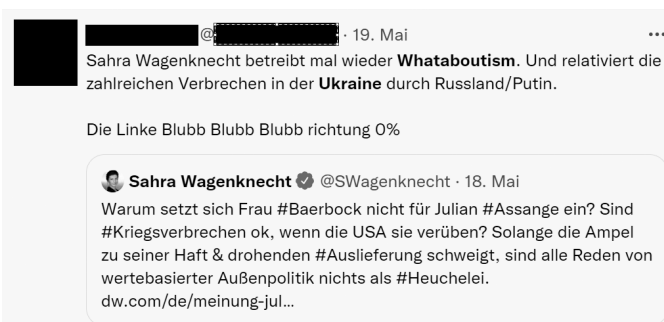 @ · 19. Mai ...
Sahra Wagenknecht betreibt mal wieder Whataboutism. Und relativiert die
zahlreichen Verbrechen in der Ukraine durch Russland/Putin.
Die Linke Blubb Blubb Blubb richtung 0%
Sahra Wagenknecht @SWagenknecht · 18. Mai
Warum setzt sich Frau #Baerbock nicht für Julian #Assange ein? Sind
#Kriegsverbrechen ok, wenn die USA sie verüben? Solange die Ampel
zu seiner Haft & drohenden #Auslieferung schweigt, sind alle Reden von
wertebasierter Außenpolitik nichts als #Heuchelei.
dw.com/de/meinung-jul...